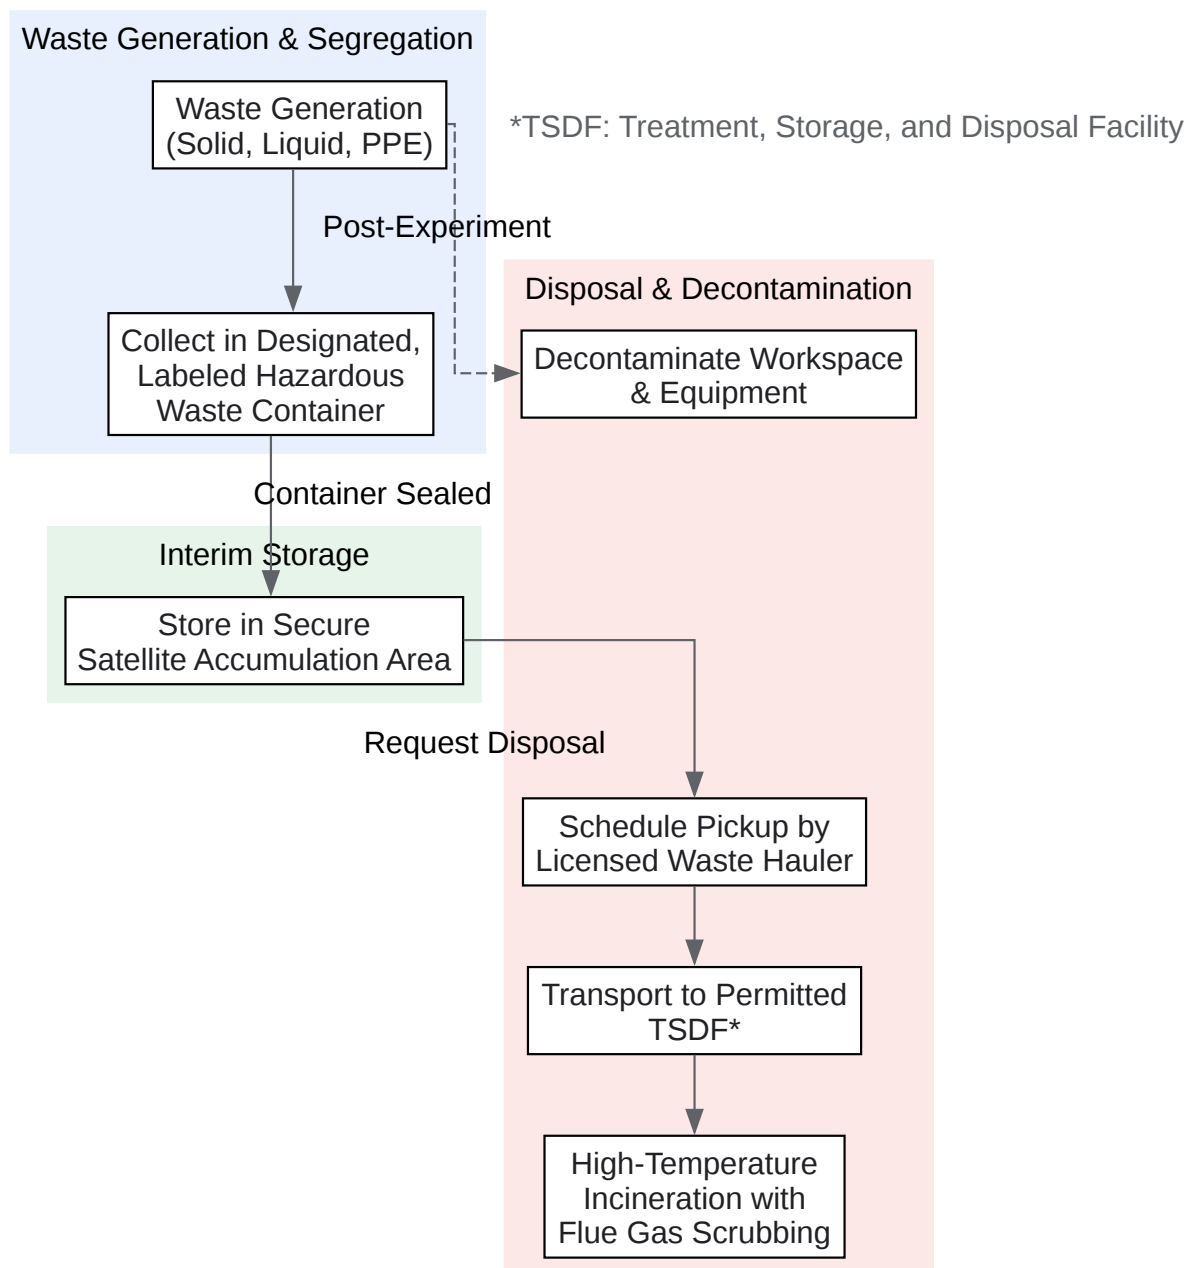 Waste Generation & Segregation
Waste Generation
(Solid, Liquid, PPE)
*TSDF: Treatment, Storage, and Disposal Facility
Post-Experiment
Disposal & Decontamination
Collect in Designated,
Labeled Hazardous
Waste Container
Decontaminate Workspace
& Equipment
Container Sealed
Interim Storage
Store in Secure
Satellite Accumulation Area
Request Disposal
Schedule Pickup by
Licensed Waste Hauler
Transport to Permitted
TSDF*
High-Temperature
Incineration with
Flue Gas Scrubbing